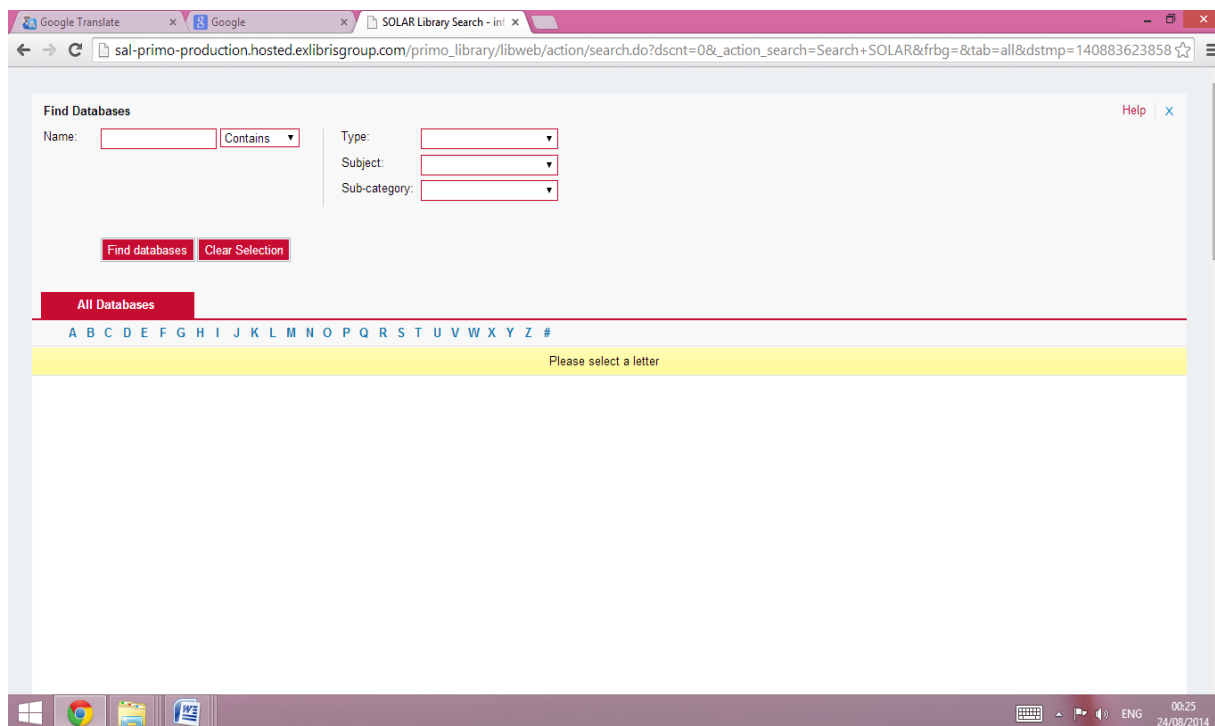 Google Translate
Google
SOLAR Library Search - inf
sal-primo-production.hosted.exlibrisgroup.com/primo_library/libweb/action/search.do?dscnt=0&_action_search=Search+SOLAR&frbg=&tab=all&dstmp=140883623858
Find Databases
Help
X
Name:
Contains
Type:
Subject:
Sub-category:
Find databases
Clear Selection
All Databases
A B C D E F G H I J K L M N O P Q R S T U V W X Y Z #
Please select a letter
ENG
00:25
24/08/2014